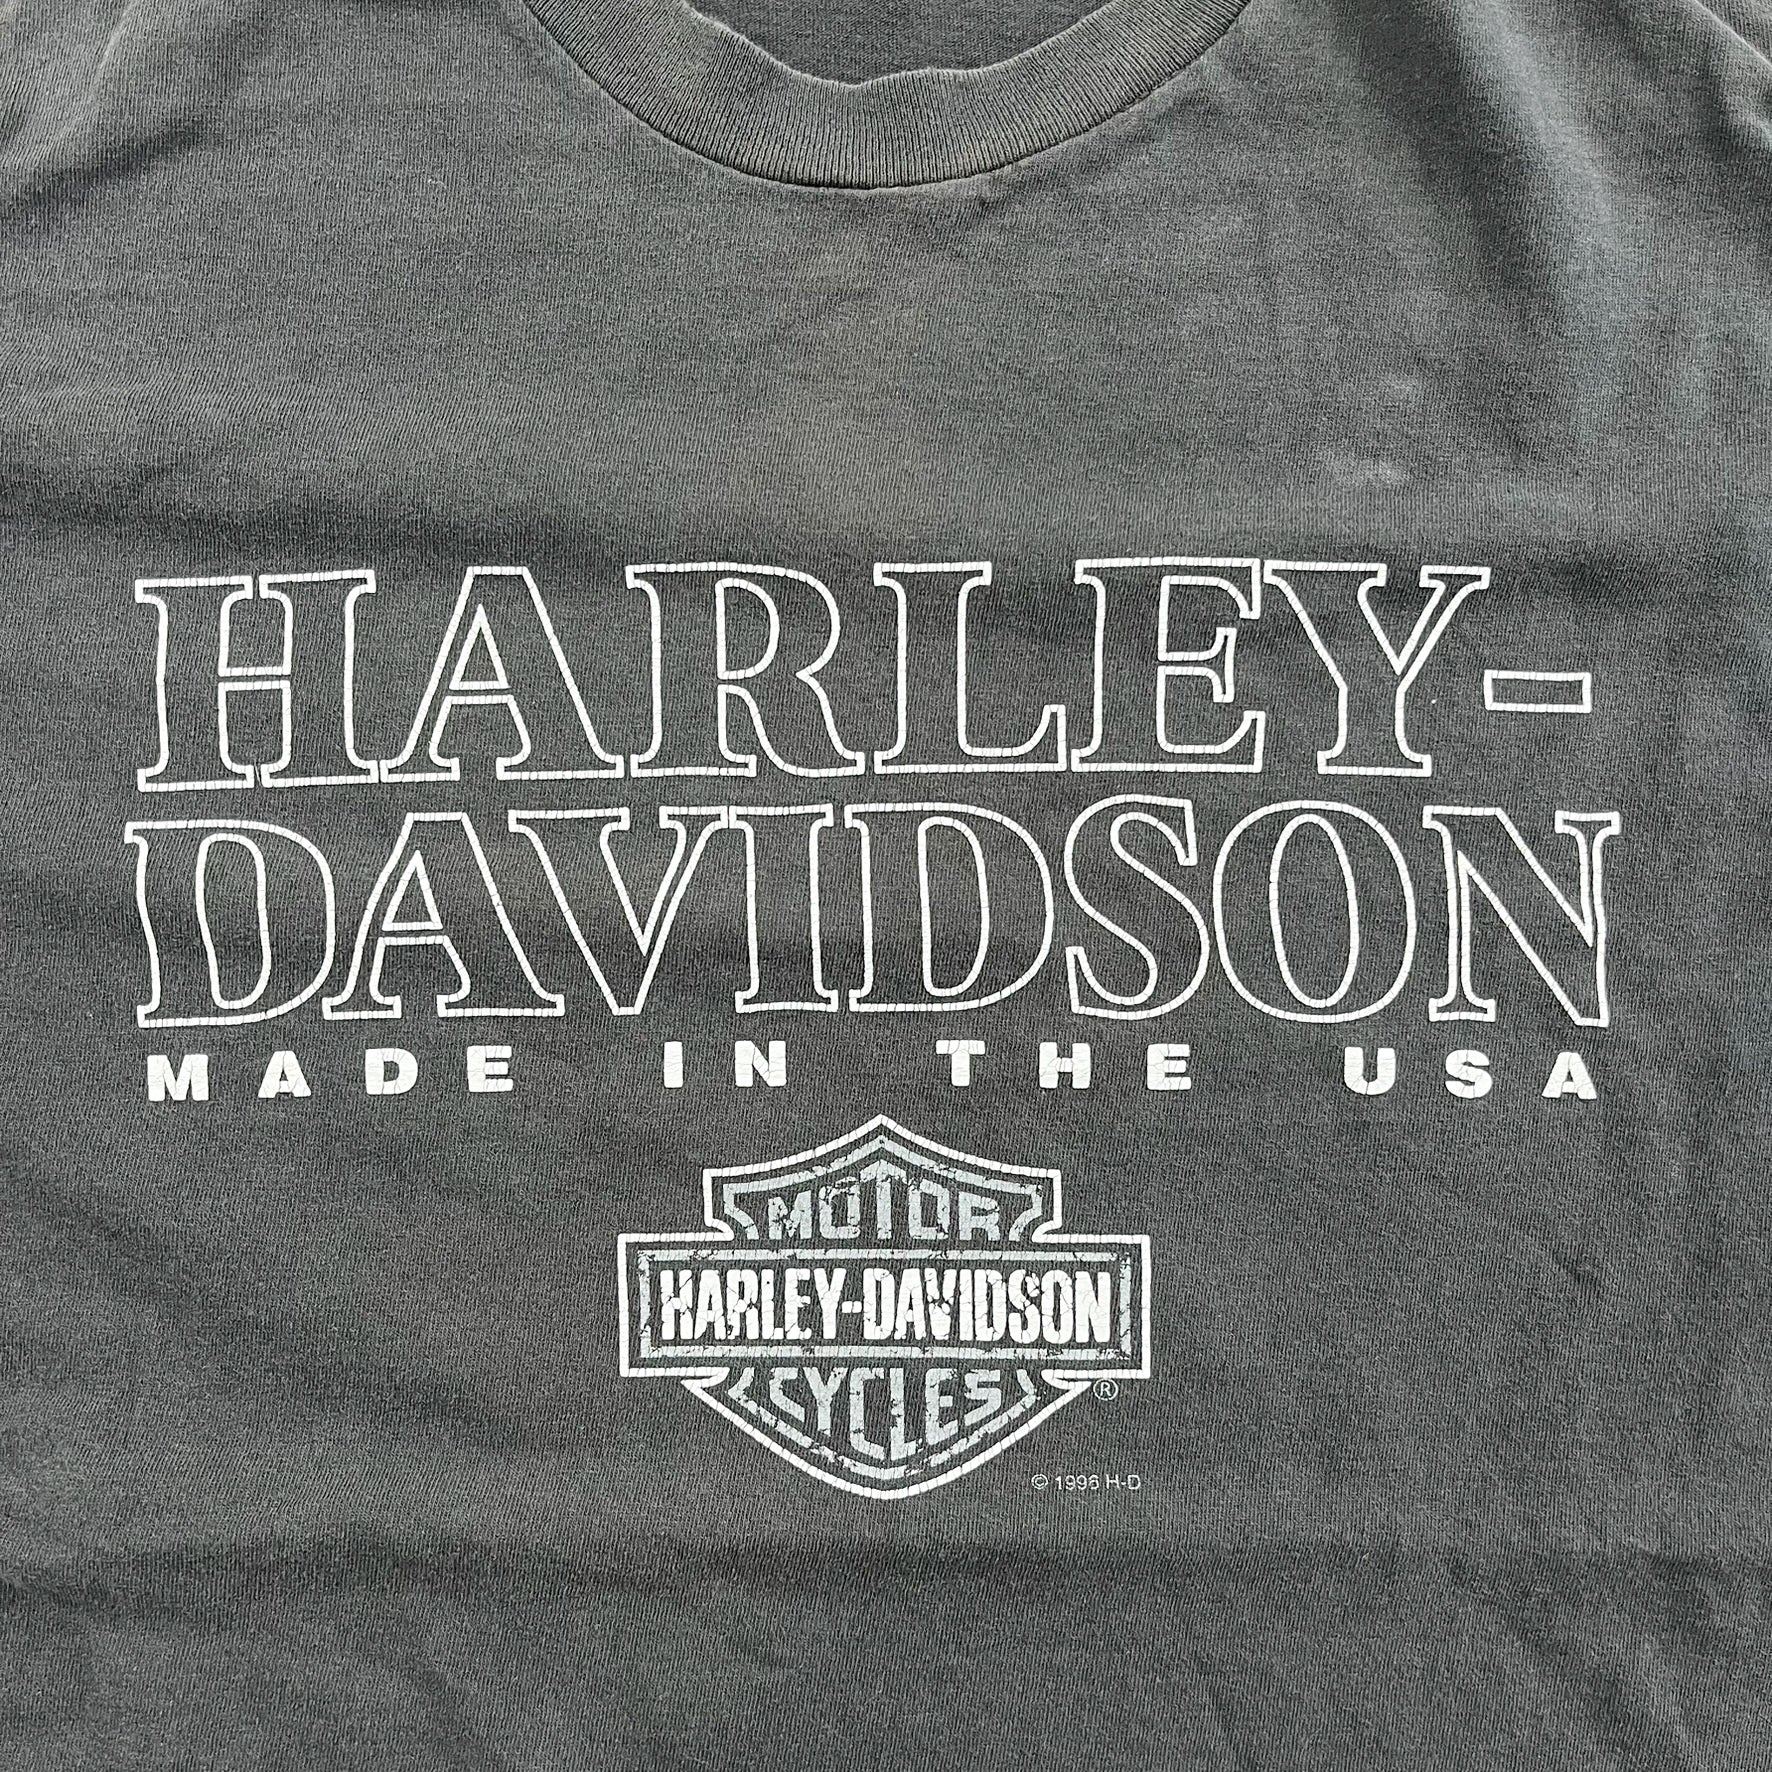 HARLEY-
DAVIDSON
MADE IN THE USA
MOTOR
HARLEY-DAVIDSON
CYCLES
®
© 1996 H-D